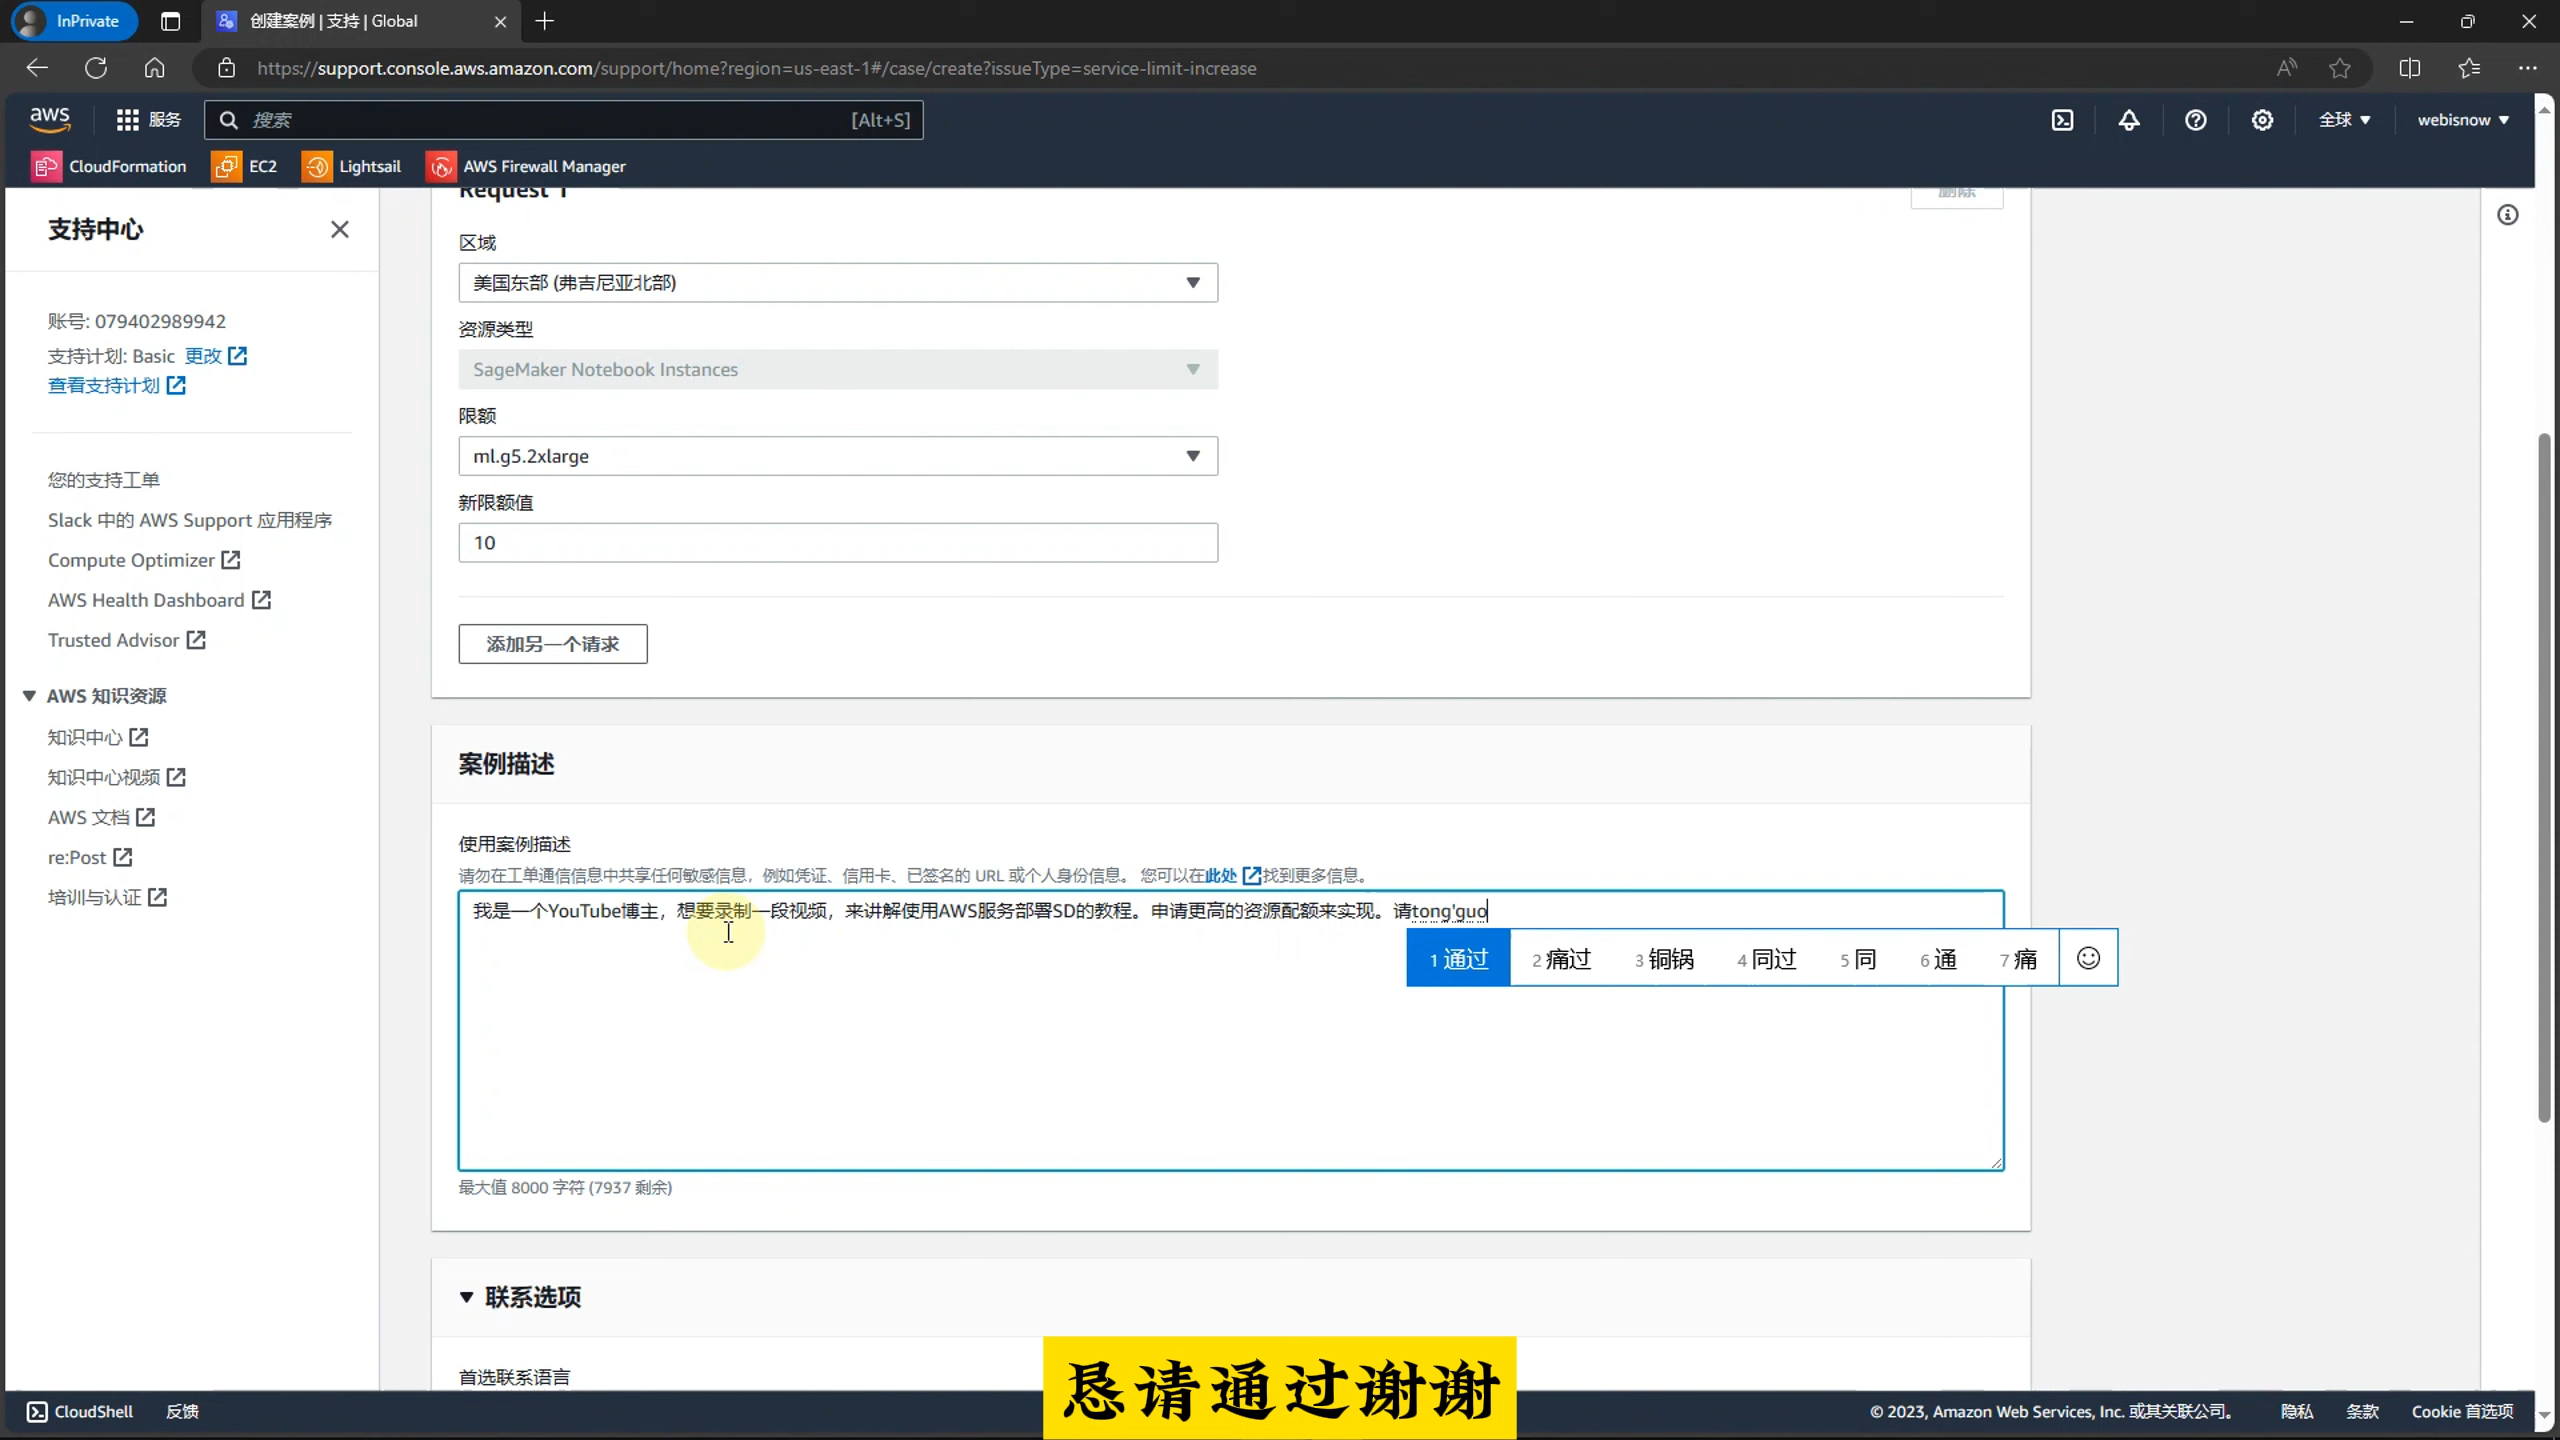 InPrivate
创建案例 | 支持 | Global
https://support.console.aws.amazon.com/support/home?region=us-east-1#/case/create?issueType=service-limit-increase
aws
服务
搜索
[Alt+S]
全球
webisnow
CloudFormation
EC2
Lightsail
AWS Firewall Manager
支持中心
账号: 079402989942
支持计划: Basic 更改
查看支持计划
您的支持工单
Slack 中的 AWS Support 应用程序
Compute Optimizer
AWS Health Dashboard
Trusted Advisor
AWS 知识资源
知识中心
知识中心视频
AWS 文档
re:Post
培训与认证
Request 1
删除
区域
美国东部 (弗吉尼亚北部)
资源类型
SageMaker Notebook Instances
限额
ml.g5.2xlarge
新限额值
10
添加另一个请求
案例描述
使用案例描述
请勿在工单通信信息中共享任何敏感信息，例如凭证、信用卡、已签名的 URL 或个人身份信息。 您可以在此处找到更多信息。
我是一个YouTube博主，想要录制一段视频，来讲解使用AWS服务部署SD的教程。申请更高的资源配额来实现。请tong'guo
1 通过 2 痛过 3 铜锅 4 同过 5 同 6 通 7 痛
最大值 8000 字符 (7937 剩余)
联系选项
首选联系语言
恳请通过谢谢
CloudShell
反馈
© 2023, Amazon Web Services, Inc. 或其关联公司。
隐私
条款
Cookie 首选项